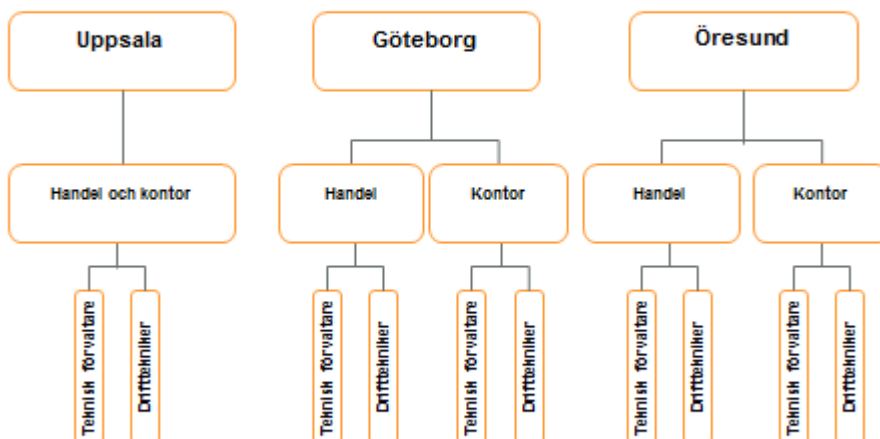 Uppsala
Göteborg
Öresund
Handel och kontor
Handel
Kontor
Handel
Kontor
Teknisk förvaltare
Drifttekniker
Teknisk förvaltare
Drifttekniker
Teknisk förvaltare
Drifttekniker
Teknisk förvaltare
Drifttekniker
Teknisk förvaltare
Drifttekniker